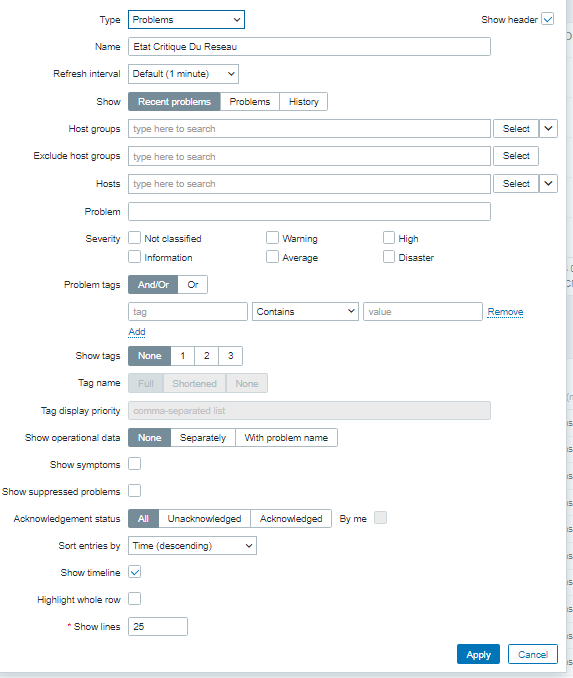 Type Problems Show header
Name Etat Critique Du Reseau
Refresh interval Default (1 minute)
Show Recent problems Problems History
Host groups type here to search Select
Exclude host groups type here to search Select
Hosts type here to search Select
Problem
Severity Not classified Warning High
Information Average Disaster
Problem tags And/Or Or
tag Contains value Remove
Add
Show tags None 1 2 3
Tag name Full Shortened None
Tag display priority comma-separated list
Show operational data None Separately With problem name
Show symptoms
Show suppressed problems
Acknowledgement status All Unacknowledged Acknowledged By me
Sort entries by Time (descending)
Show timeline
Highlight whole row
* Show lines 25
Apply Cancel